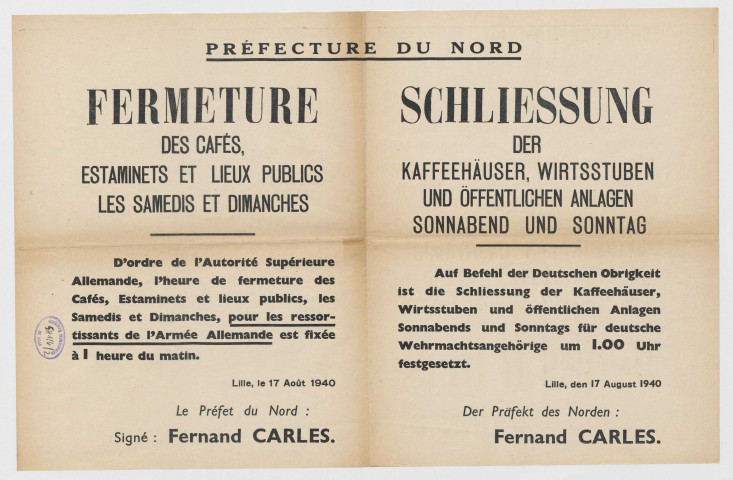 PRÉFECTURE DU NORD
FERMETURE
DES CAFÉS,
ESTAMINETS ET LIEUX PUBLICS
LES SAMEDIS ET DIMANCHES
D'ordre de l'Autorité Supérieure
Allemande, l'heure de fermeture des
Cafés, Estaminets et lieux publics, les
Samedis et Dimanches, pour les ressor-
tissants de l'Armée Allemande est fixée
à 1 heure du matin.
Lille, le 17 Août 1940
Le Préfet du Nord :
Signé : Fernand CARLES.
SCHLIESSUNG
DER
KAFFEEHÄUSER, WIRTSSTUBEN
UND ÖFFENTLICHEN ANLAGEN
SONNABEND UND SONNTAG
Auf Befehl der Deutschen Obrigkeit
ist die Schliessung der Kaffeehäuser,
Wirtsstuben und öffentlichen Anlagen
Sonnabends und Sonntags für deutsche
Wehrmachtsangehörige um 1.00 Uhr
festgesetzt.
Lille, den 17 August 1940
Der Präfekt des Norden :
Fernand CARLES.